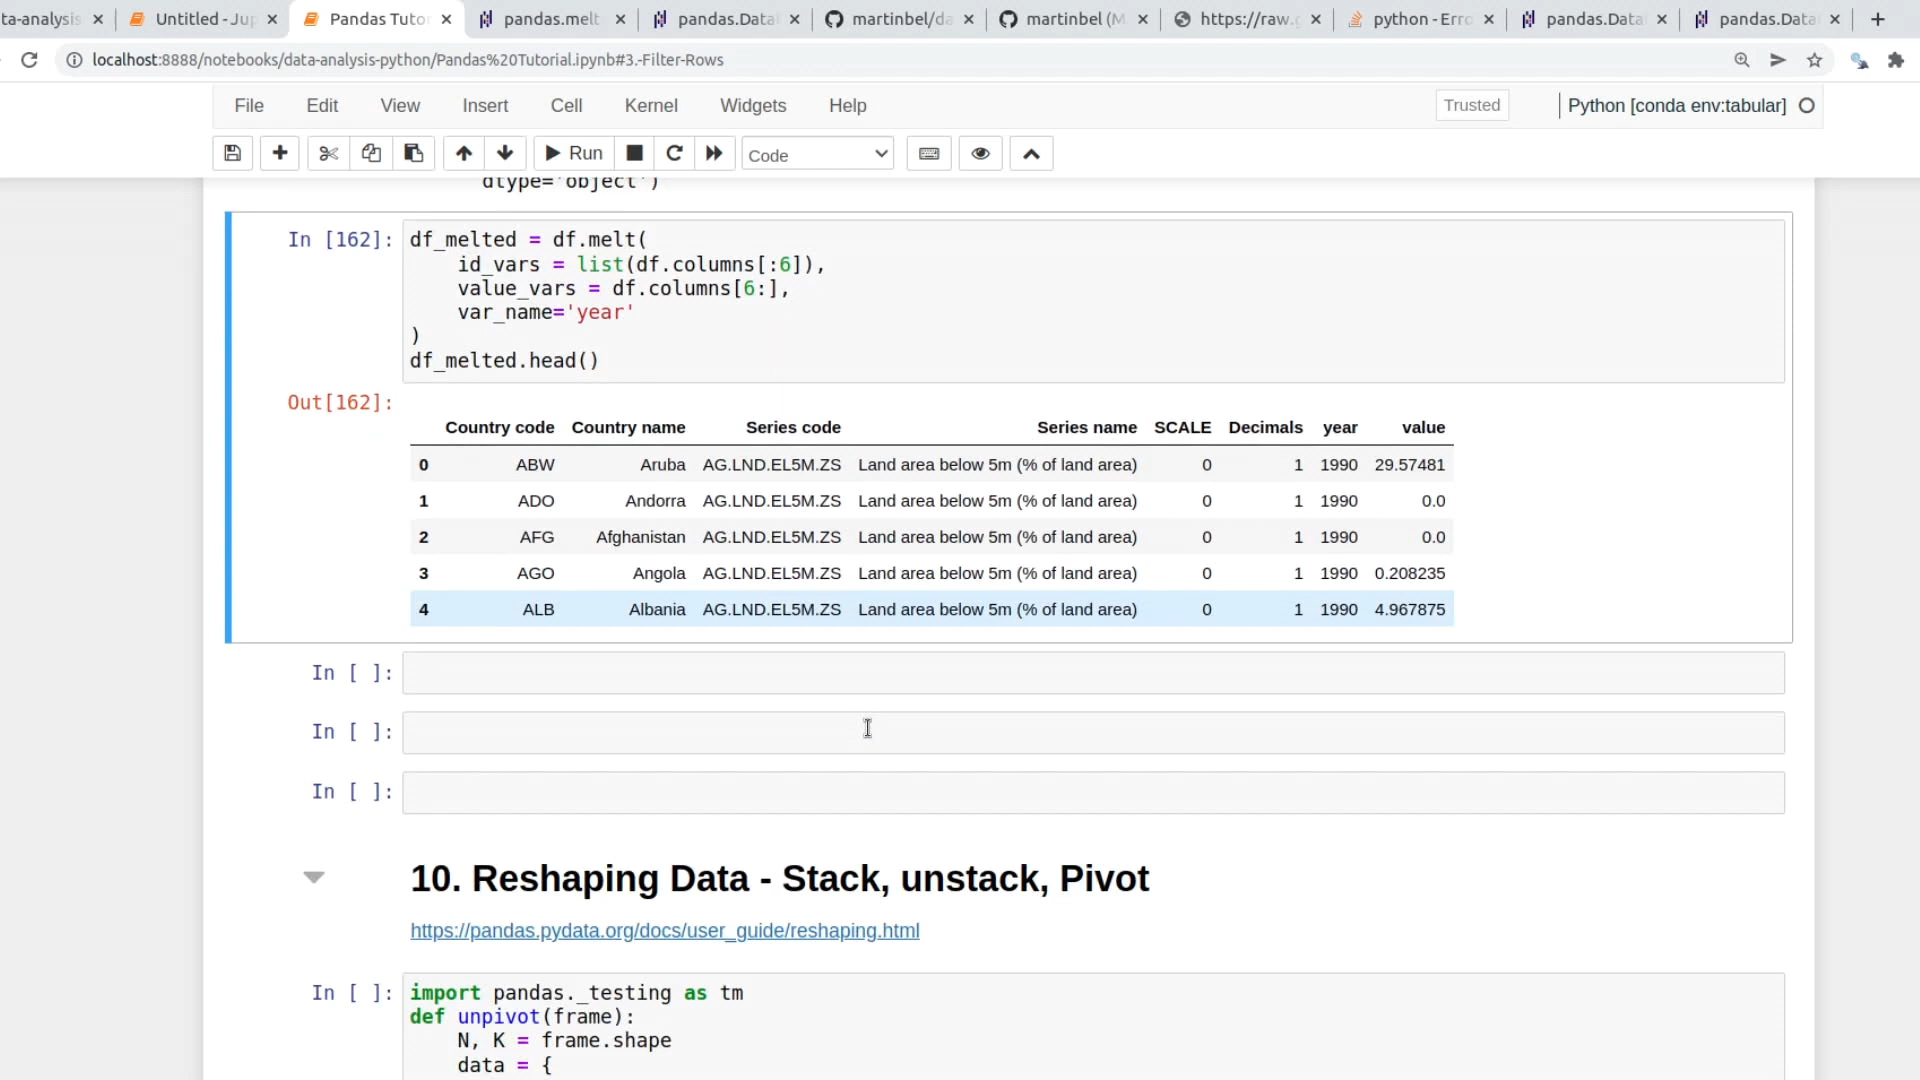 ta-analysis
Untitled - Jup
Pandas Tuto
pandas.melt
pandas.Data
martinbel/da
martinbel (M
https://raw.g
python - Erro
pandas.Data
pandas.Data
localhost:8888/notebooks/data-analysis-python/Pandas%20Tutorial.ipynb#3.-Filter-Rows
File Edit View Insert Cell Kernel Widgets Help Trusted Python [conda env:tabular]
Run Code
dtype='object')
In [162]: df_melted = df.melt(
id_vars = list(df.columns[:6]),
value_vars = df.columns[6:],
var_name='year'
)
df_melted.head()
Out[162]:
Country code Country name Series code Series name SCALE Decimals year value
0 ABW Aruba AG.LND.EL5M.ZS Land area below 5m (% of land area) 0 1 1990 29.57481
1 ADO Andorra AG.LND.EL5M.ZS Land area below 5m (% of land area) 0 1 1990 0.0
2 AFG Afghanistan AG.LND.EL5M.ZS Land area below 5m (% of land area) 0 1 1990 0.0
3 AGO Angola AG.LND.EL5M.ZS Land area below 5m (% of land area) 0 1 1990 0.208235
4 ALB Albania AG.LND.EL5M.ZS Land area below 5m (% of land area) 0 1 1990 4.967875
In [ ]:
In [ ]:
In [ ]:
10. Reshaping Data - Stack, unstack, Pivot
https://pandas.pydata.org/docs/user_guide/reshaping.html
In [ ]: import pandas._testing as tm
def unpivot(frame):
N, K = frame.shape
data = {